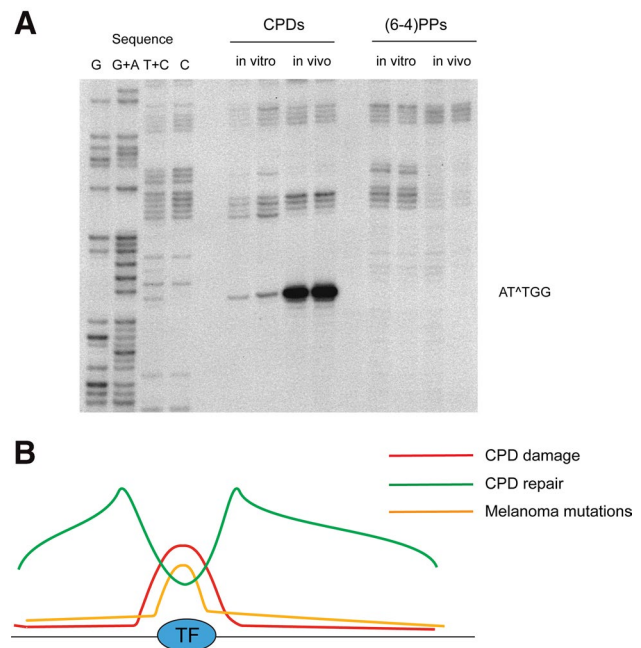 A
CPDs (6-4)PPs
Sequence
G G+A T+C C in vitro in vivo in vitro in vivo
AT^TGG
B
CPD damage
CPD repair
Melanoma mutations
TF